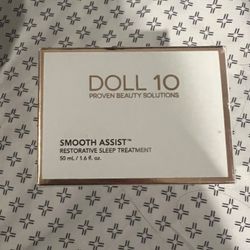 DOLL 10
PROVEN BEAUTY SOLUTIONS
SMOOTH ASSIST™
RESTORATIVE SLEEP TREATMENT
50 mL / 1.6 fl. oz.